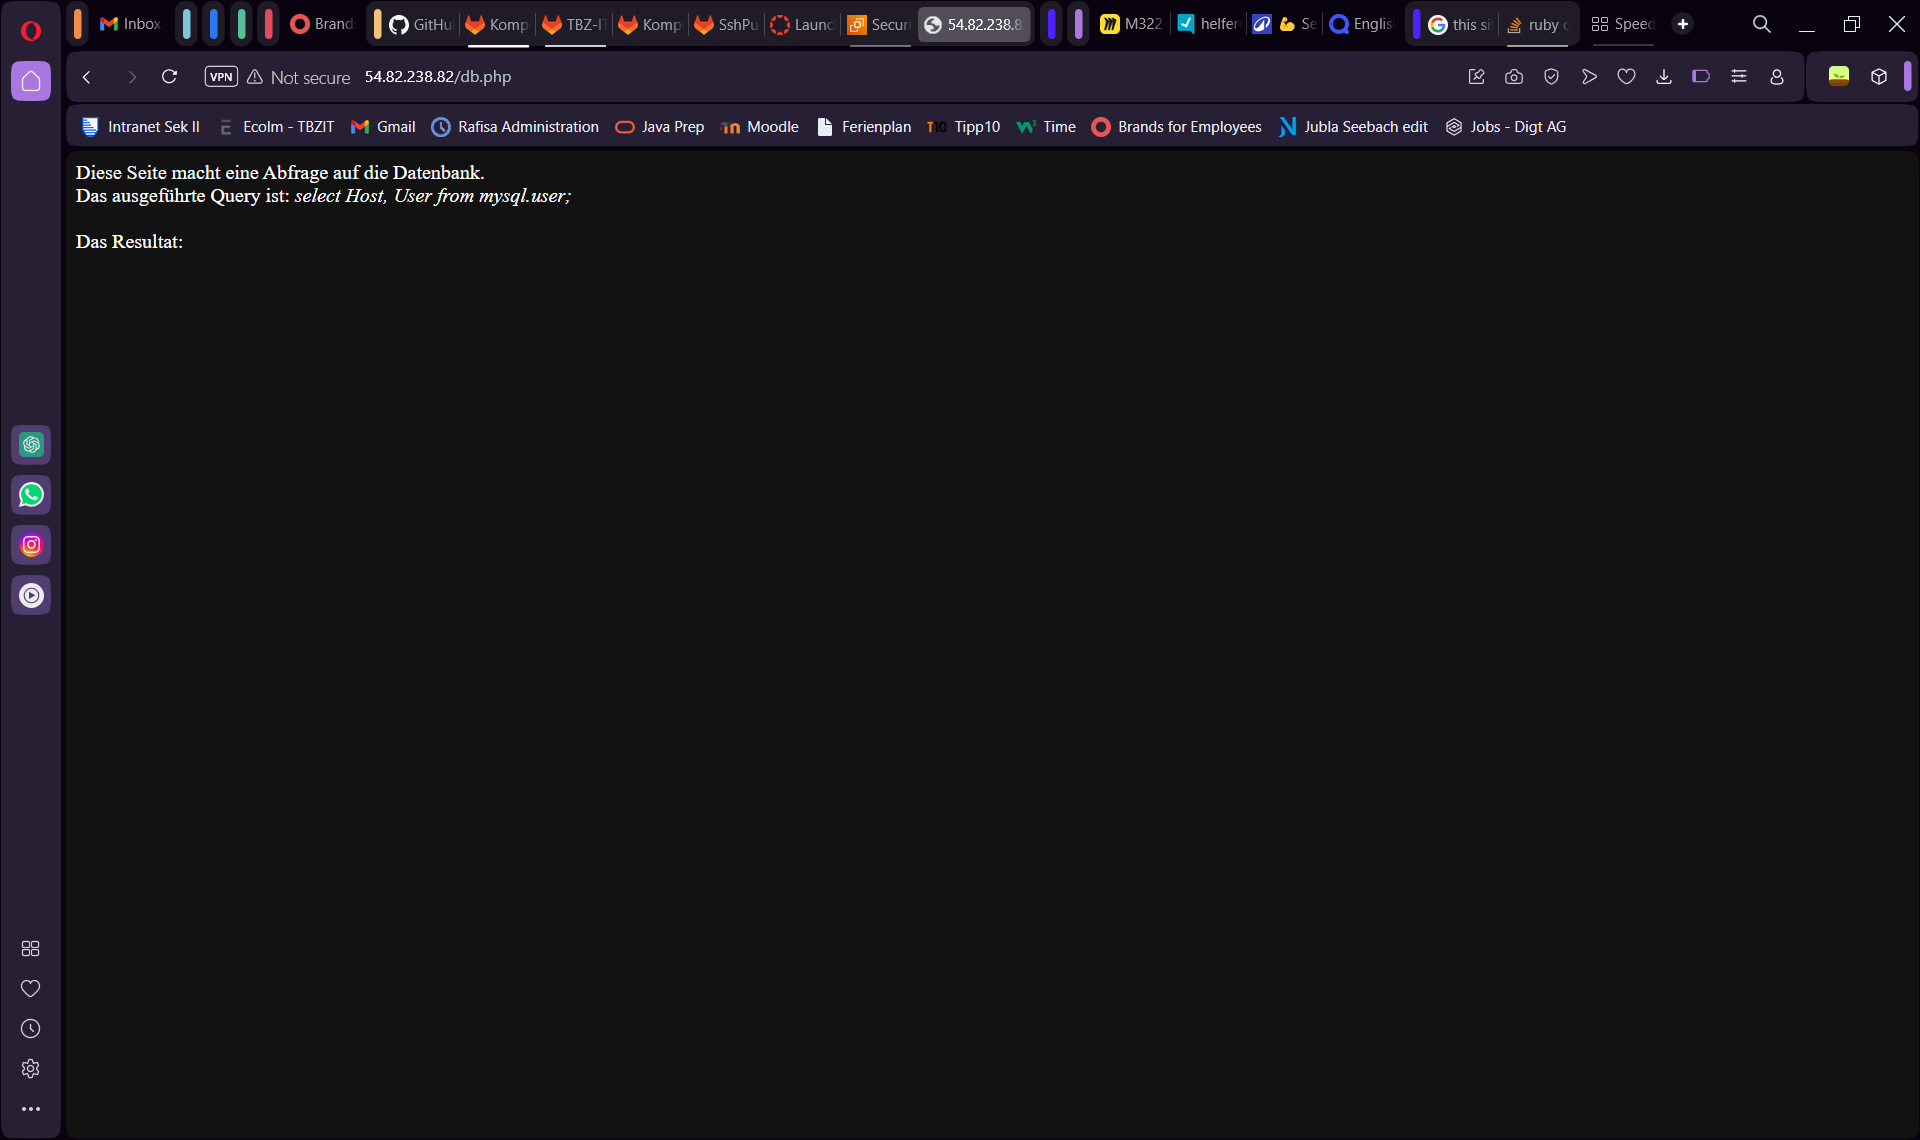 Inbox
Brand
GitHu
Komp
TBZ-IT
Komp
SshPu
Launc
Securi
54.82.238.8
M322
helfer
Se
Englis
this si
ruby c
Speed
VPN Not secure 54.82.238.82/db.php
Intranet Sek II
Ecolm - TBZIT
Gmail
Rafisa Administration
Java Prep
Moodle
Ferienplan
T10 Tipp10
Time
Brands for Employees
Jubla Seebach edit
Jobs - Digt AG
Diese Seite macht eine Abfrage auf die Datenbank.
Das ausgeführte Query ist: select Host, User from mysql.user;
Das Resultat: